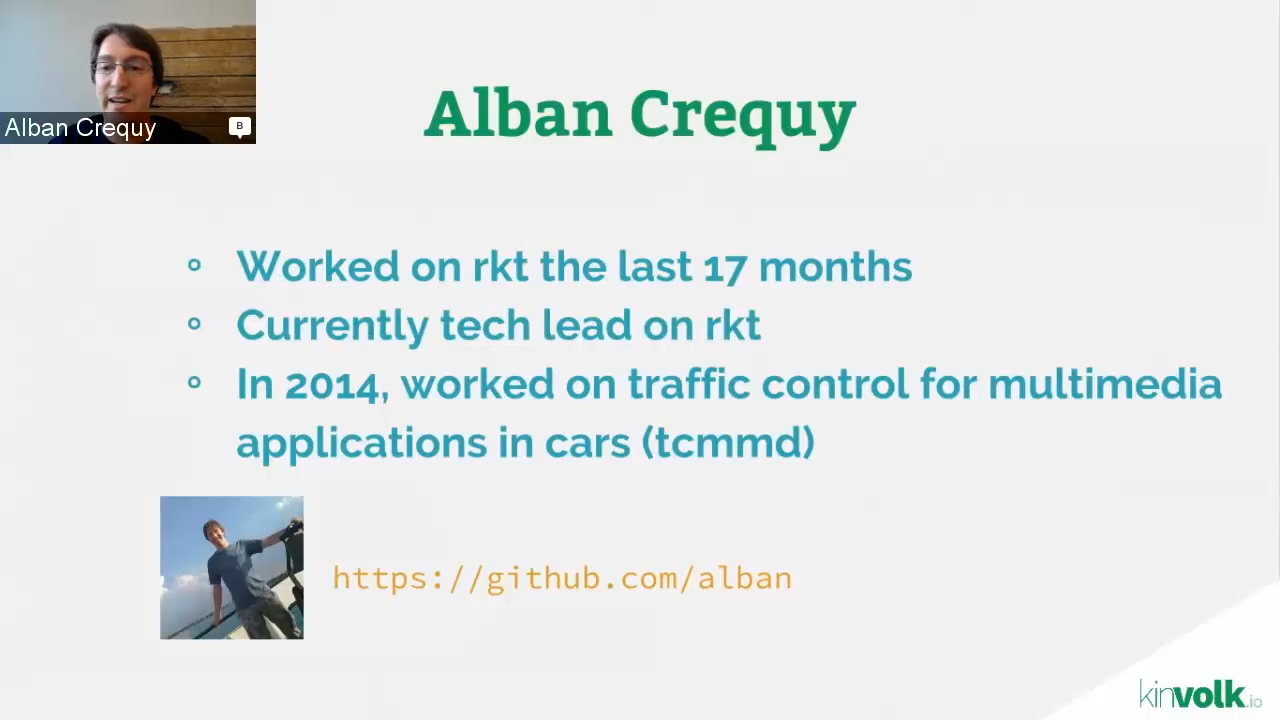 Alban Crequy
B
Alban Crequy
Worked on rkt the last 17 months
Currently tech lead on rkt
In 2014, worked on traffic control for multimedia
applications in cars (tcmmd)
https://github.com/alban
kinvolk.io